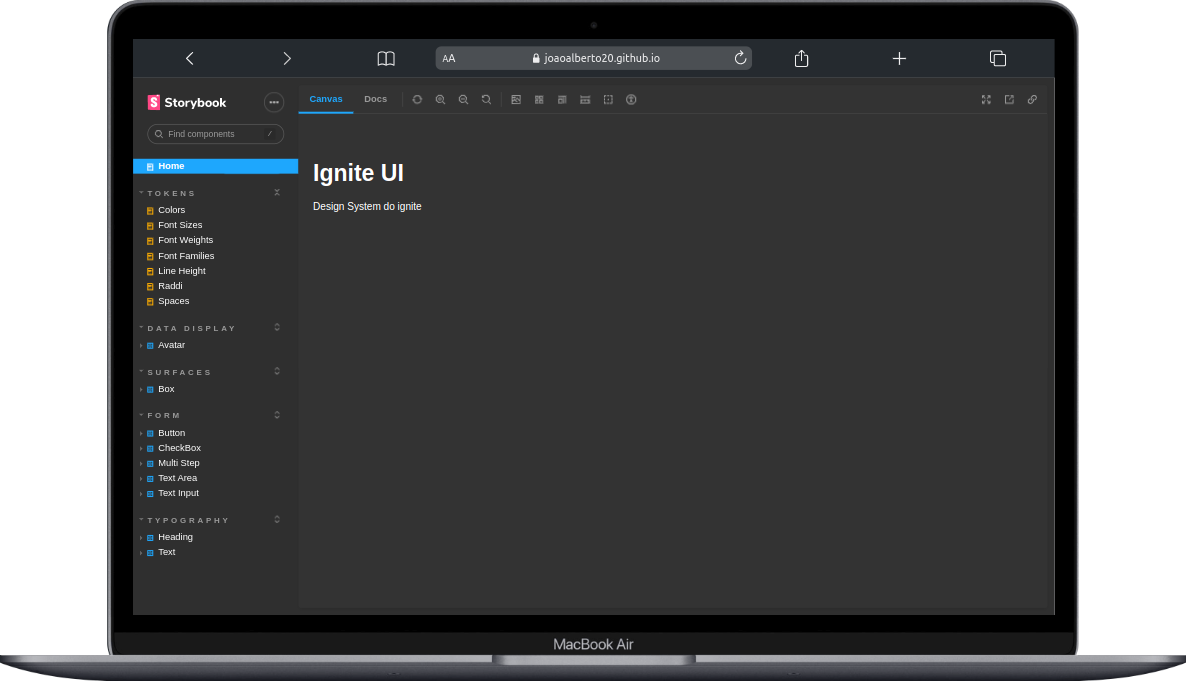 AA joaoalberto20.github.io
Storybook
Find components /
Home
TOKENS
Colors
Font Sizes
Font Weights
Font Families
Line Height
Raddi
Spaces
DATA DISPLAY
Avatar
SURFACES
Box
FORM
Button
CheckBox
Multi Step
Text Area
Text Input
TYPOGRAPHY
Heading
Text
Canvas Docs
Ignite UI
Design System do ignite
MacBook Air